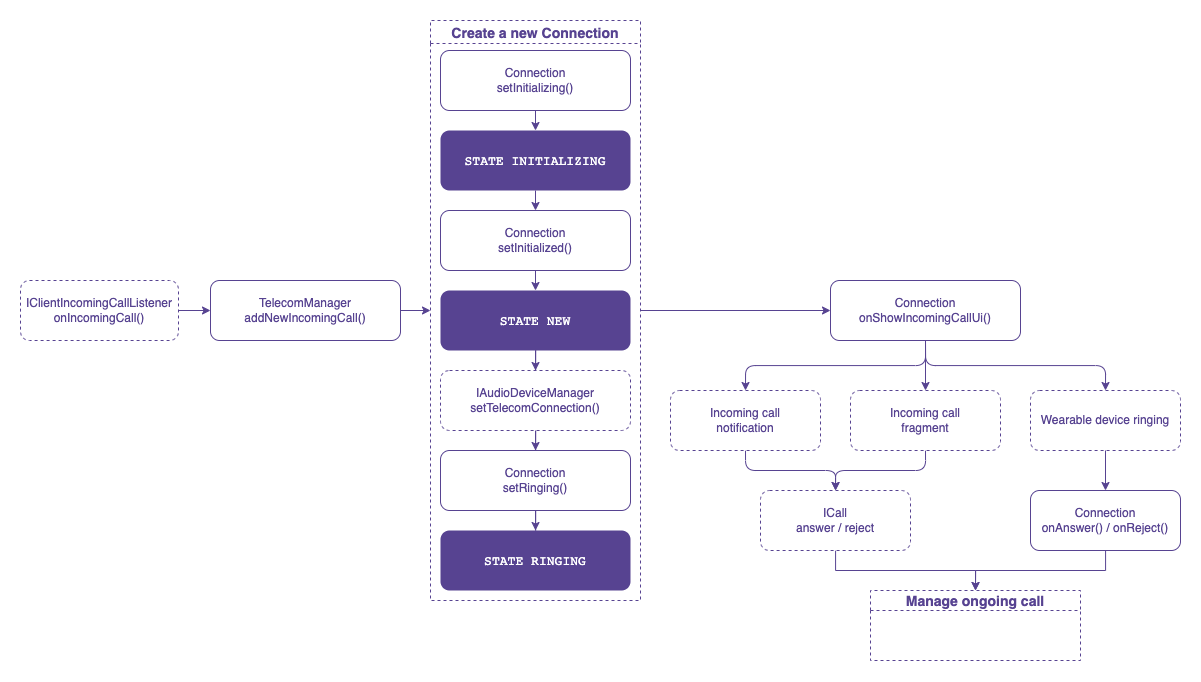 Create a new Connection
Connection
setInitializing()
STATE INITIALIZING
Connection
setInitialized()
IClientIncomingCallListener
onIncomingCall()
TelecomManager
addNewIncomingCall()
STATE NEW
Connection
onShowIncomingCallUi()
IAudioDeviceManager
setTelecomConnection()
Incoming call
notification
Incoming call
fragment
Wearable device ringing
Connection
setRinging()
ICall
answer / reject
Connection
onAnswer() / onReject()
STATE RINGING
Manage ongoing call